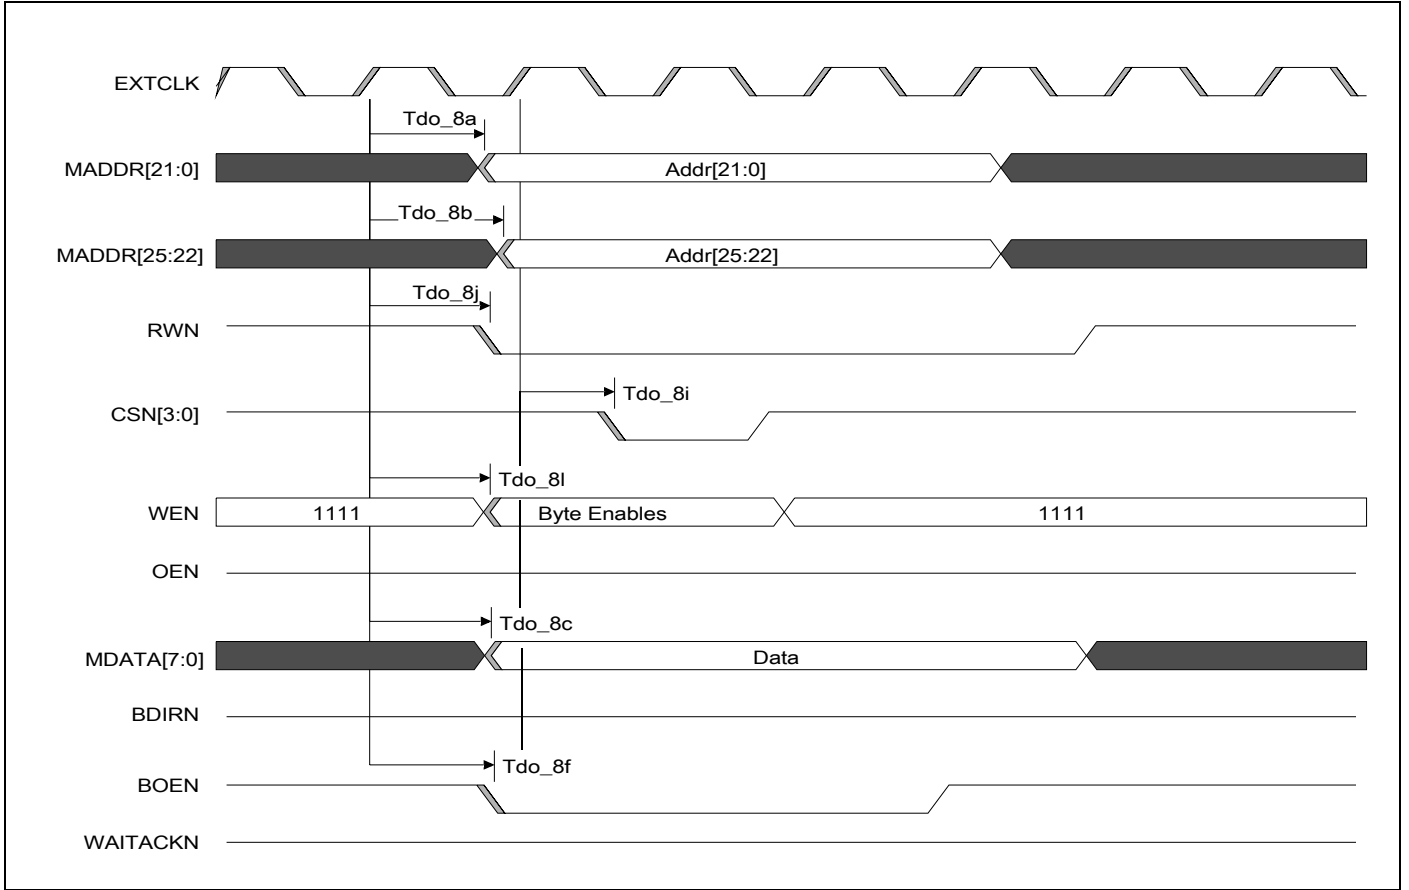 EXTCLK
Tdo_8a
MADDR[21:0] Addr[21:0]
Tdo_8b
MADDR[25:22] Addr[25:22]
Tdo_8j
RWN
Tdo_8i
CSN[3:0]
Tdo_8l
WEN 1111 Byte Enables 1111
OEN
Tdo_8c
MDATA[7:0] Data
BDIRN
Tdo_8f
BOEN
WAITACKN